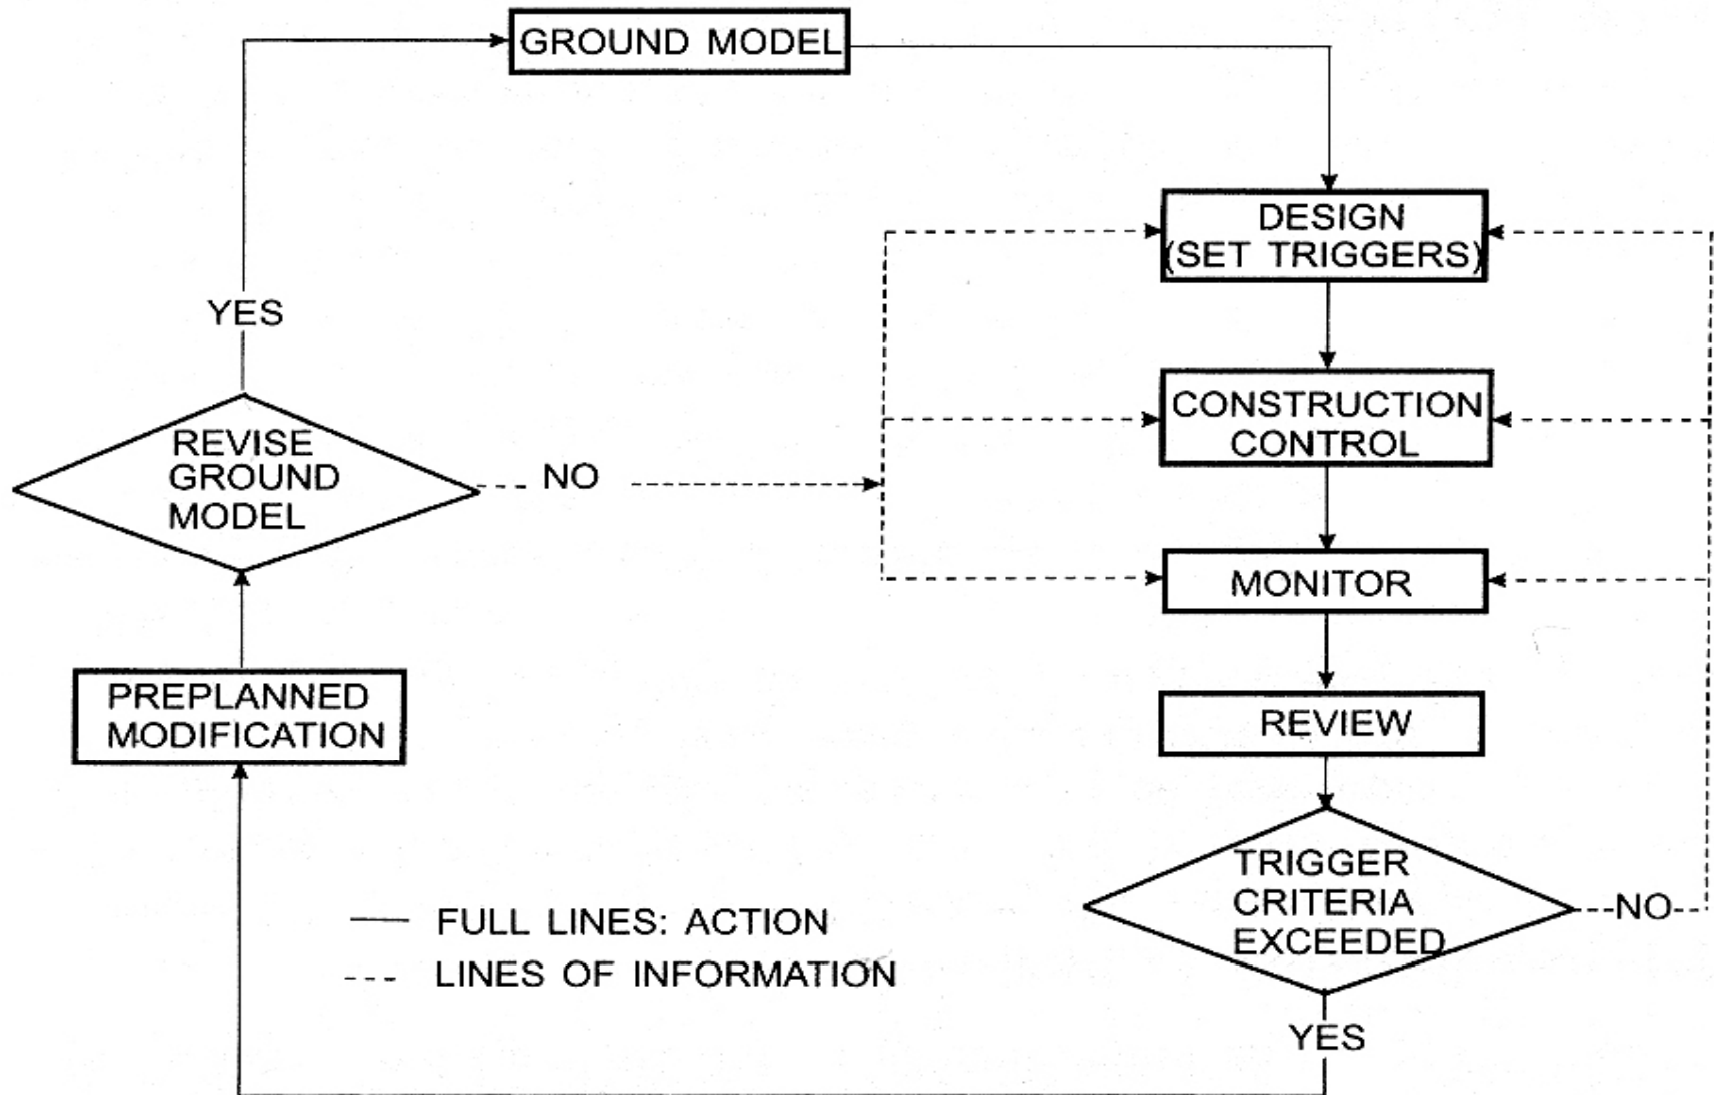 GROUND MODEL
DESIGN
(SET TRIGGERS)
YES
CONSTRUCTION
CONTROL
REVISE
GROUND
MODEL
NO
MONITOR
PREPLANNED
MODIFICATION
REVIEW
TRIGGER
CRITERIA
EXCEEDED
NO
FULL LINES: ACTION
LINES OF INFORMATION
YES